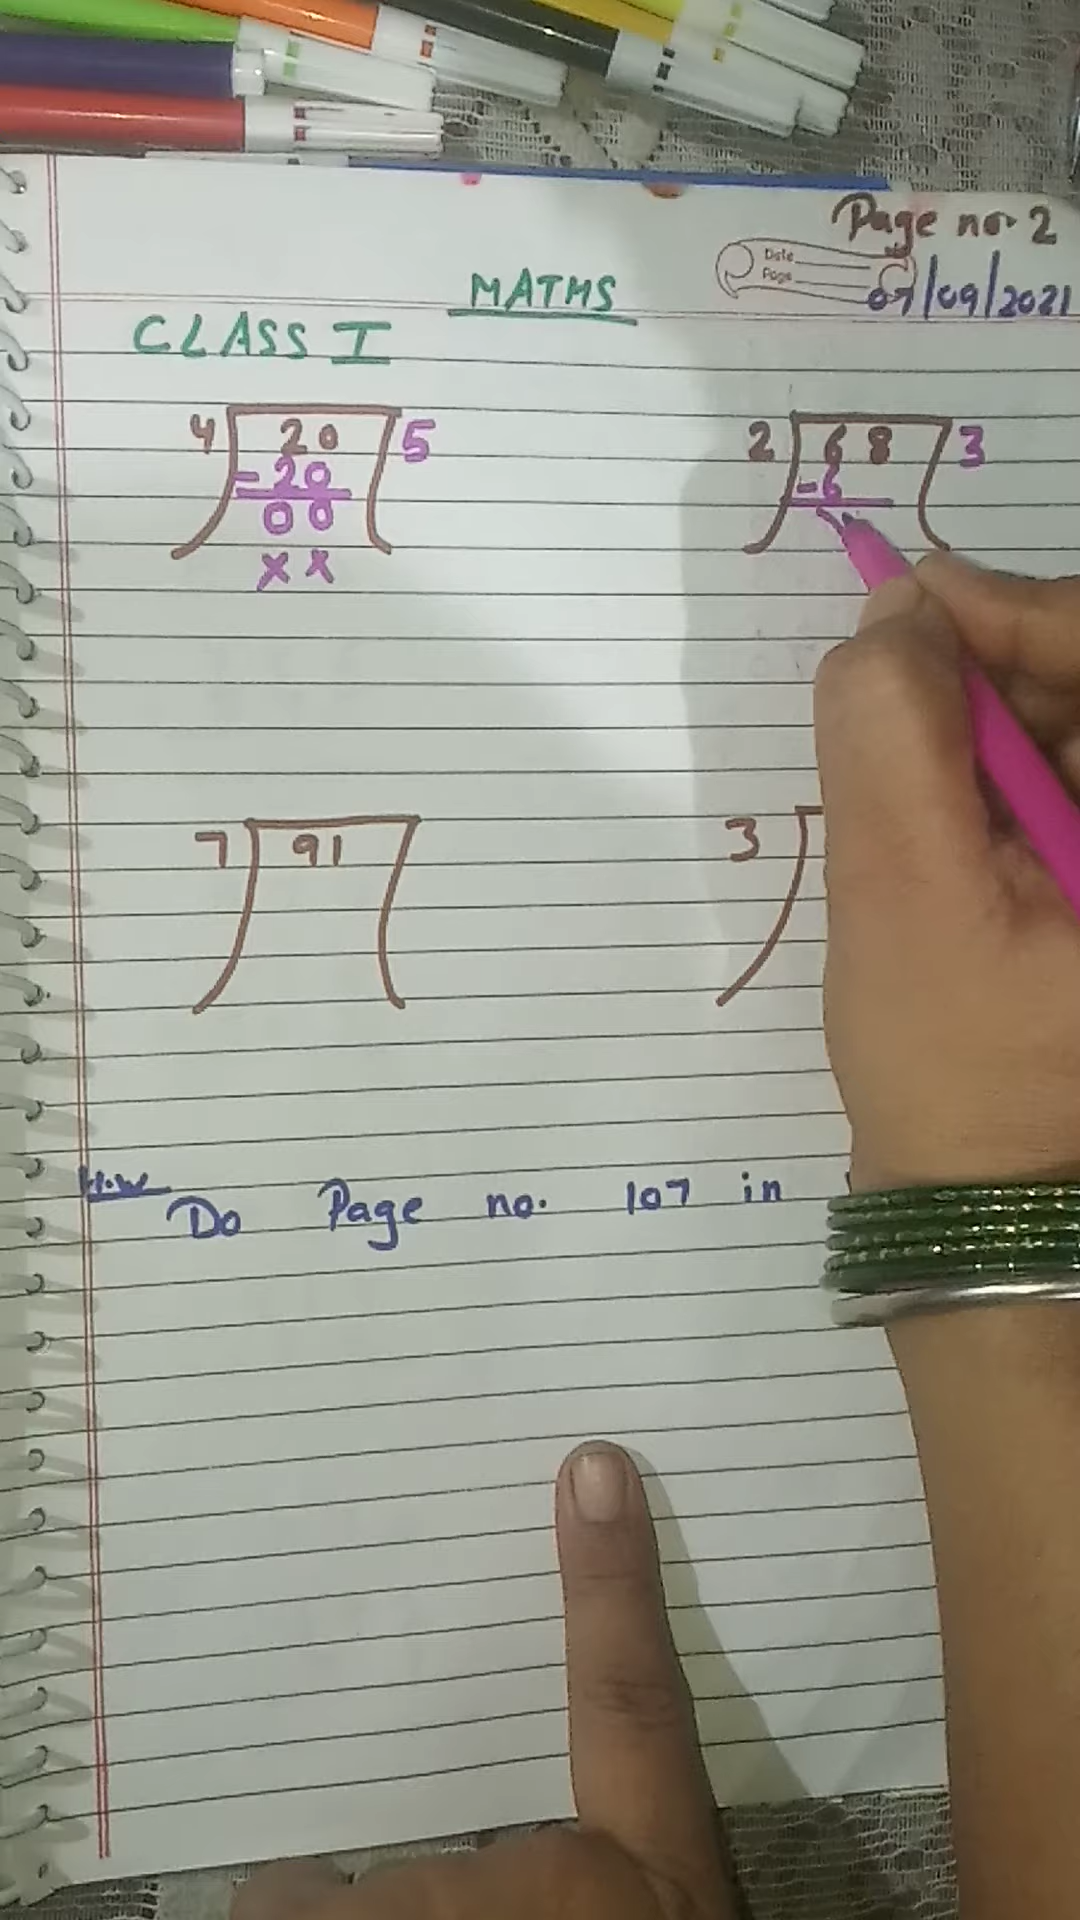 Page no. 2
Date
Page
07/09/2021
MATHS
CLASS I
4 20 5
-20
00
x x
2 68 3
-6
7 91
3
H.W
Do Page no. 107 in